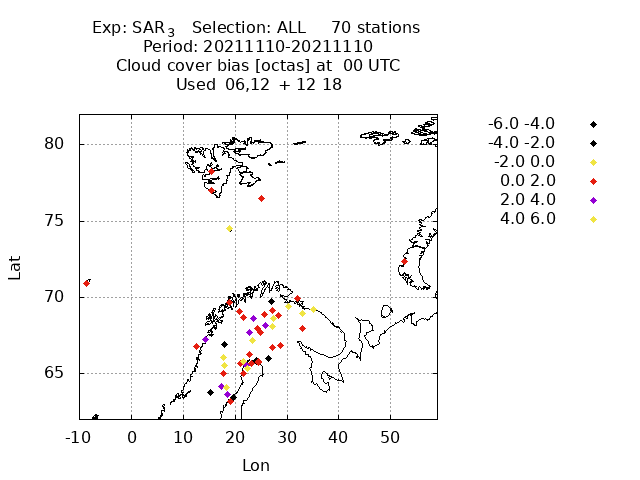 Exp: SAR3 Selection: ALL 70 stations
Period: 20211110-20211110
Cloud cover bias [octas] at 00 UTC
Used 06,12 + 12 18
-6.0 -4.0
-4.0 -2.0
-2.0 0.0
0.0 2.0
2.0 4.0
4.0 6.0
80
75
70
65
Lat
-10 0 10 20 30 40 50
Lon